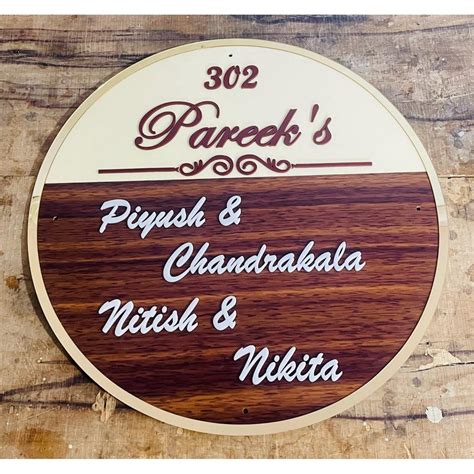 302
Pareek's
Piyush &
Chandrakala
Nitish &
Nikita